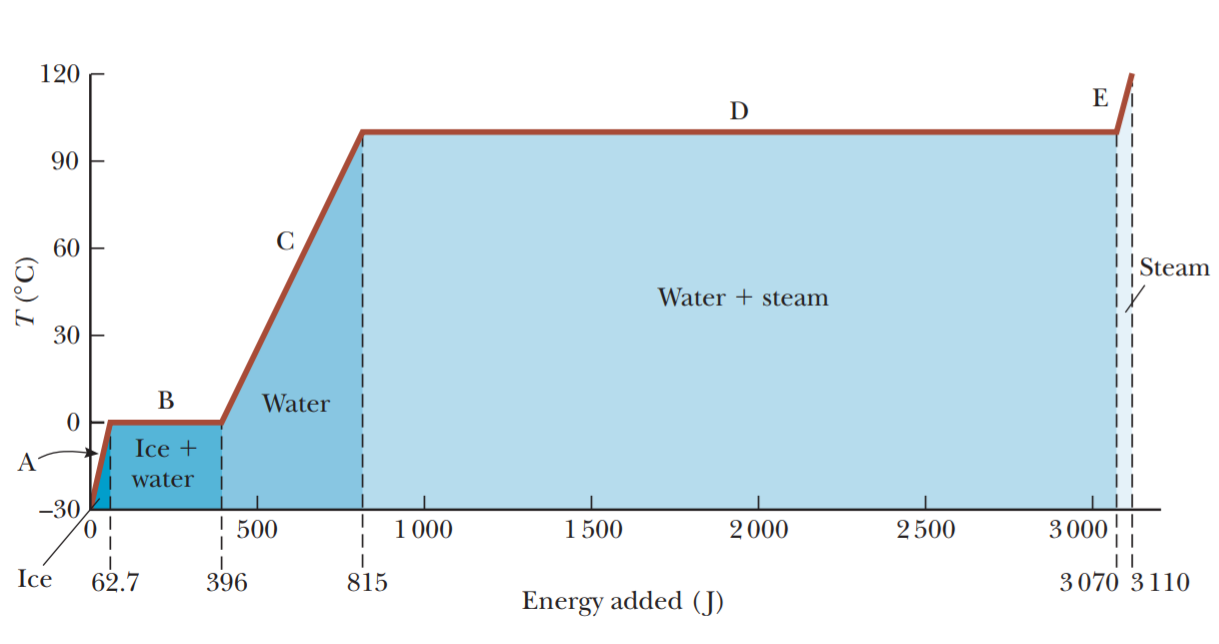 120
E
D
90
C
60
Steam
Water + steam
T (°C)
30
B
Water
0
Ice +
water
A
–30
0
500
1 000
1 500
2 000
2 500
3 000
Ice
62.7
396
815
3 070
3 110
Energy added (J)